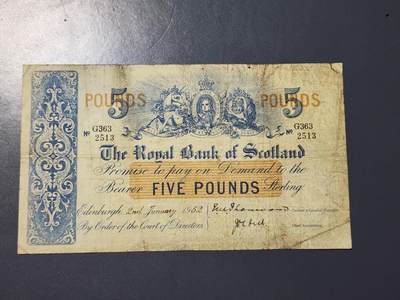 5 POUNDS POUNDS 5
No G363 2513 G363 No 2513
The Royal Bank of Scotland
Promise to pay on Demand to the
Bearer FIVE POUNDS Sterling
Edinburgh 2nd January 1952
By Order of the Court of Directors